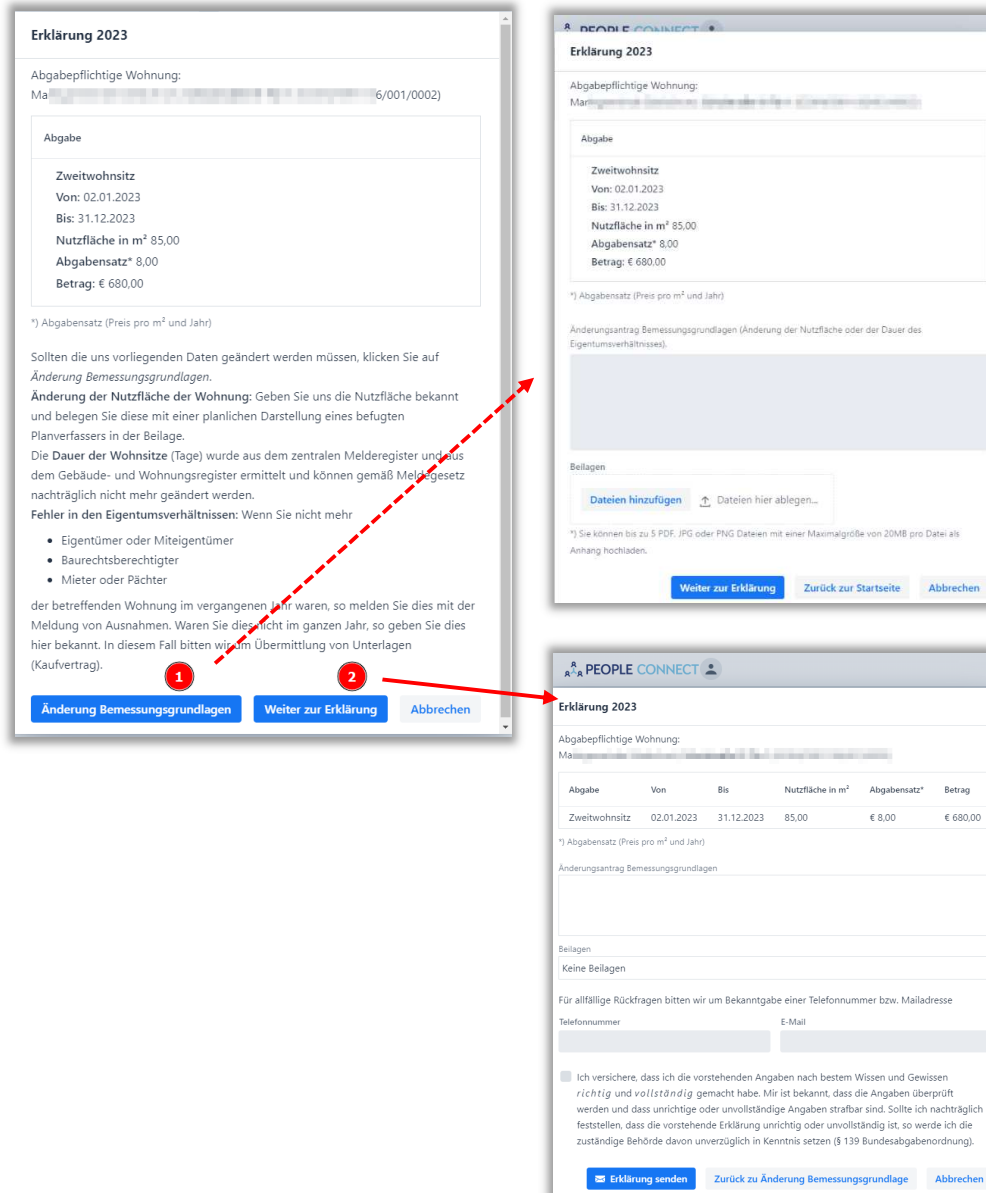 Erklärung 2023
Abgabepflichtige Wohnung:
Ma 6/001/0002)
Abgabe
Zweitwohnsitz
Von: 02.01.2023
Bis: 31.12.2023
Nutzfläche in m² 85,00
Abgabensatz* 8,00
Betrag: € 680,00
*) Abgabensatz (Preis pro m² und Jahr)
Sollten die uns vorliegenden Daten geändert werden müssen, klicken Sie auf
Änderung Bemessungsgrundlagen.
Änderung der Nutzfläche der Wohnung: Geben Sie uns die Nutzfläche bekannt
und belegen Sie diese mit einer planlichen Darstellung eines befugten
Planverfassers in der Beilage.
Die Dauer der Wohnsitze (Tage) wurde aus dem zentralen Melderegister und aus
dem Gebäude- und Wohnungsregister ermittelt und können gemäß Meldegesetz
nachträglich nicht mehr geändert werden.
Fehler in den Eigentumsverhältnissen: Wenn Sie nicht mehr
• Eigentümer oder Miteigentümer
• Baurechtsberechtigter
• Mieter oder Pächter
der betreffenden Wohnung im vergangenen Jahr waren, so melden Sie dies mit der
Meldung von Ausnahmen. Waren Sie dies nicht im ganzen Jahr, so geben Sie dies
hier bekannt. In diesem Fall bitten wir um Übermittlung von Unterlagen
(Kaufvertrag).
1
2
Änderung Bemessungsgrundlagen Weiter zur Erklärung Abbrechen
PEOPLE CONNECT
Erklärung 2023
Abgabepflichtige Wohnung:
Abgabe
Zweitwohnsitz
Von: 02.01.2023
Bis: 31.12.2023
Nutzfläche in m² 85,00
Abgabensatz* 8,00
Betrag: € 680,00
*) Abgabensatz (Preis pro m² und Jahr)
Änderungsantrag Bemessungsgrundlagen (Änderung der Nutzfläche oder der Dauer des
Eigentumsverhältnisses).
Beilagen
Dateien hinzufügen Dateien hier ablegen...
*) Sie können bis zu 5 PDF, JPG oder PNG Dateien mit einer Maximalgröße von 20MB pro Datei als
Anhang hochladen.
Weiter zur Erklärung Zurück zur Startseite Abbrechen
PEOPLE CONNECT
Erklärung 2023
Abgabepflichtige Wohnung:
Ma
Abgabe Von Bis Nutzfläche in m² Abgabensatz* Betrag
Zweitwohnsitz 02.01.2023 31.12.2023 85,00 € 8,00 € 680,00
*) Abgabensatz (Preis pro m² und Jahr)
Änderungsantrag Bemessungsgrundlagen
Beilagen
Keine Beilagen
Für allfällige Rückfragen bitten wir um Bekanntgabe einer Telefonnummer bzw. Mailadresse
Telefonnummer E-Mail
Ich versichere, dass ich die vorstehenden Angaben nach bestem Wissen und Gewissen
richtig und vollständig gemacht habe. Mir ist bekannt, dass die Angaben überprüft
werden und dass unrichtige oder unvollständige Angaben strafbar sind. Sollte ich nachträglich
feststellen, dass die vorstehende Erklärung unrichtig oder unvollständig ist, so werde ich die
zuständige Behörde davon unverzüglich in Kenntnis setzen (§ 139 Bundesabgabenordnung).
Erklärung senden Zurück zu Änderung Bemessungsgrundlage Abbrechen